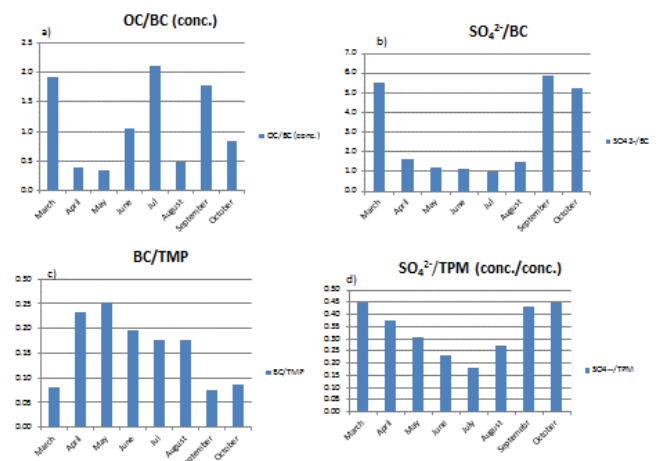 OC/BC (conc.)
a)
2.5
2.0
1.5
1.0
0.5
0.0
March
April
May
June
Jul
August
September
October
OC/BC (conc.)
SO₄²⁻/BC
b)
7.0
6.0
5.0
4.0
3.0
2.0
1.0
0.0
March
April
May
June
Jul
August
September
October
SO4 2-/BC
BC/TMP
c)
0.30
0.25
0.20
0.15
0.10
0.05
0.00
March
April
May
June
Jul
August
September
October
BC/TMP
SO₄²⁻/TPM (conc./conc.)
d)
0.50
0.45
0.40
0.35
0.30
0.25
0.20
0.15
0.10
0.05
0.00
March
April
May
June
July
August
October